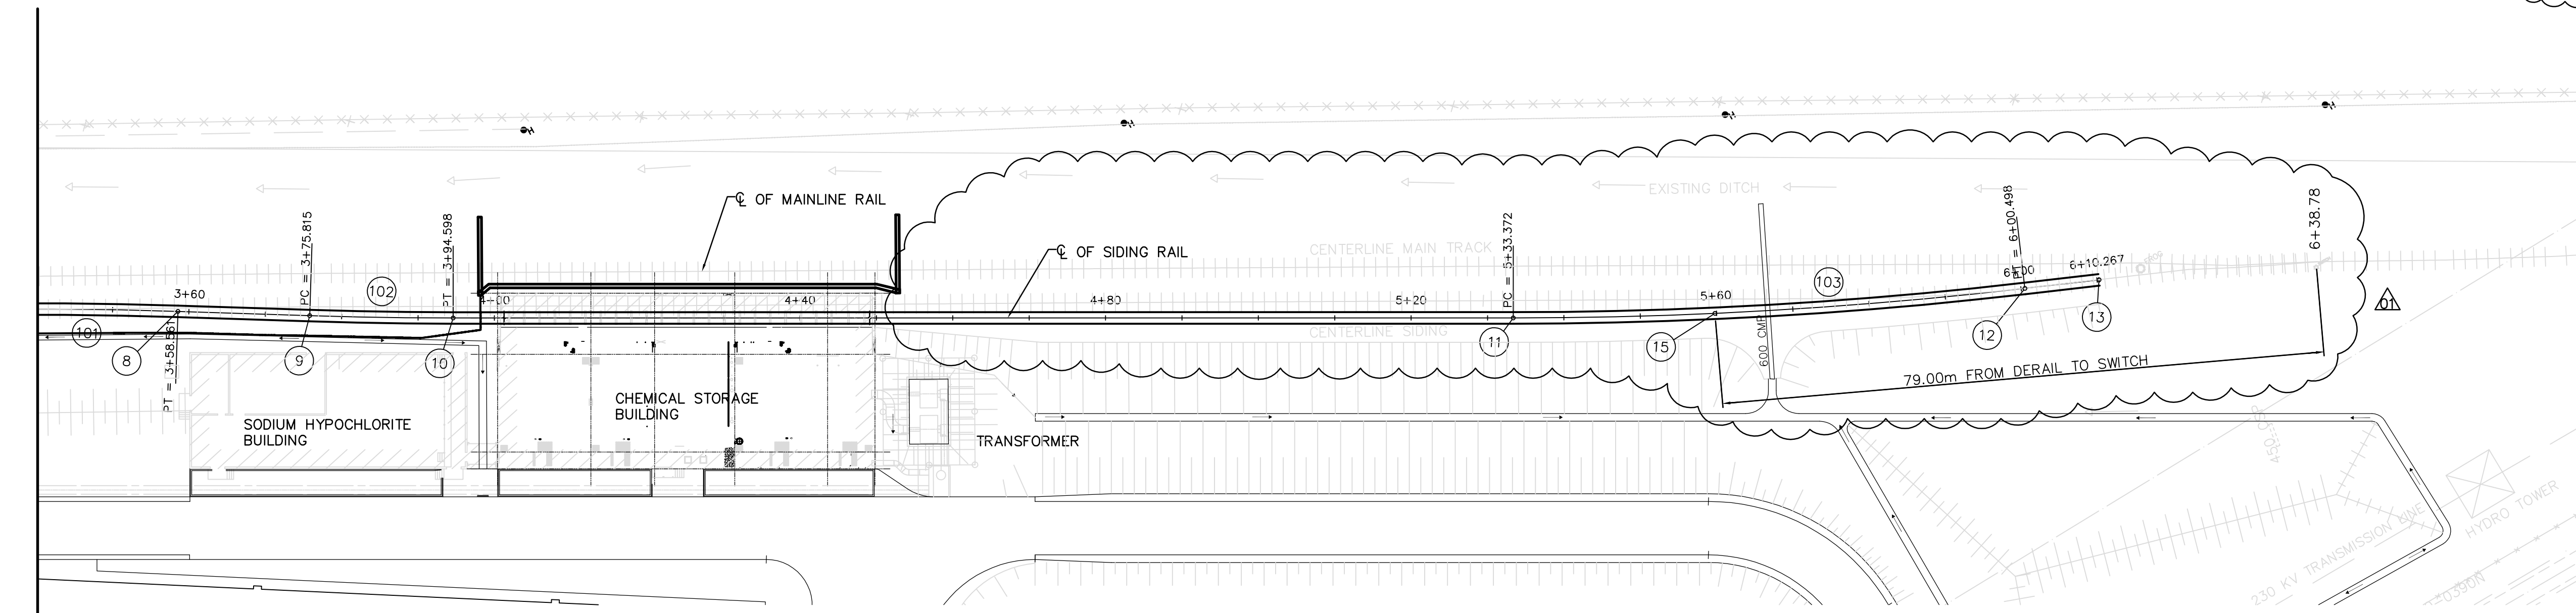 EXISTING DITCH
℄ OF MAINLINE RAIL
6+38.78
PC = 3+75.815
PT = 3+94.598
PC = 5+33.372
PT = 6+00.498
CENTERLINE MAIN TRACK
℄ OF SIDING RAIL
6+10.267
6+00
3+60
102
4+00
4+40
4+80
5+20
5+60
103
01
101
CENTERLINE SIDING
600 CMP
8
PT = 3+58.561
9
10
11
15
12
13
79.00m FROM DERAIL TO SWITCH
SODIUM HYPOCHLORITE
BUILDING
CHEMICAL STORAGE
BUILDING
TRANSFORMER
HYDRO TOWER
230 KV TRANSMISSION LINE